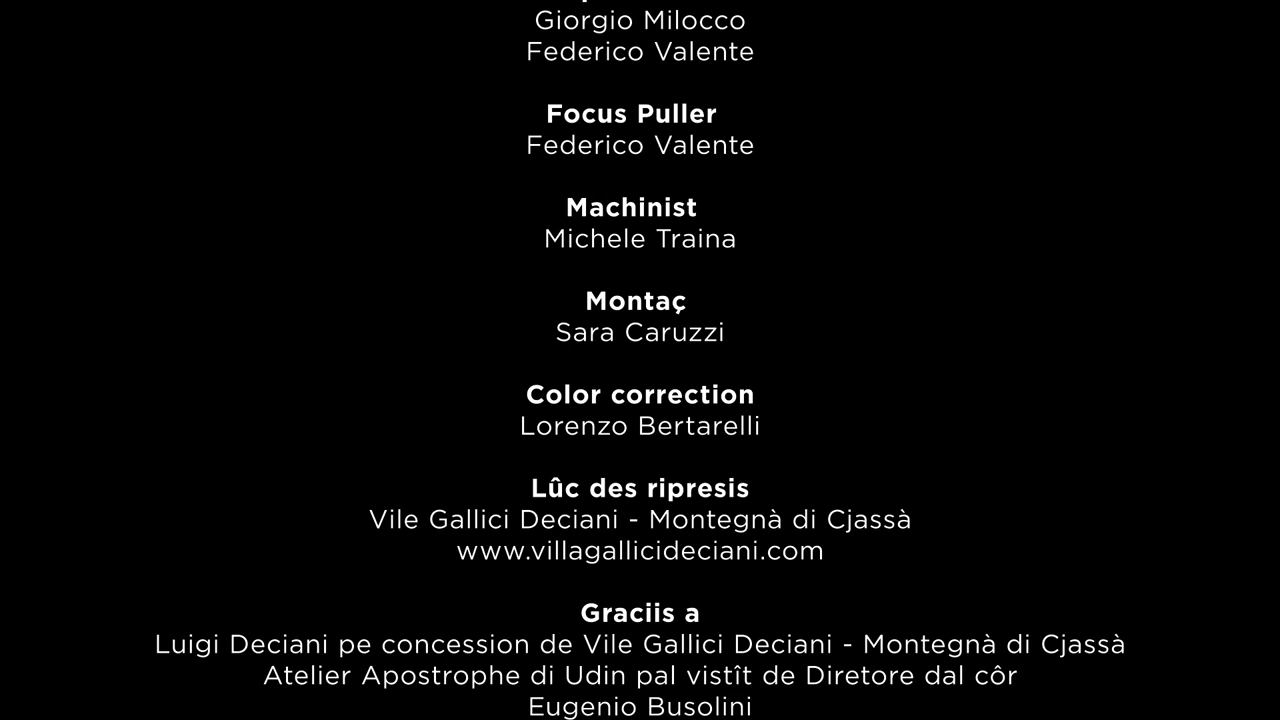 Giorgio Milocco
Federico Valente
Focus Puller
Federico Valente
Machinist
Michele Traina
Montaç
Sara Caruzzi
Color correction
Lorenzo Bertarelli
Lûc des ripresis
Vile Gallici Deciani - Montegnà di Cjassà
www.villagallicideciani.com
Graciis a
Luigi Deciani pe concession de Vile Gallici Deciani - Montegnà di Cjassà
Atelier Apostrophe di Udin pal vistît de Diretore dal côr
Eugenio Busolini